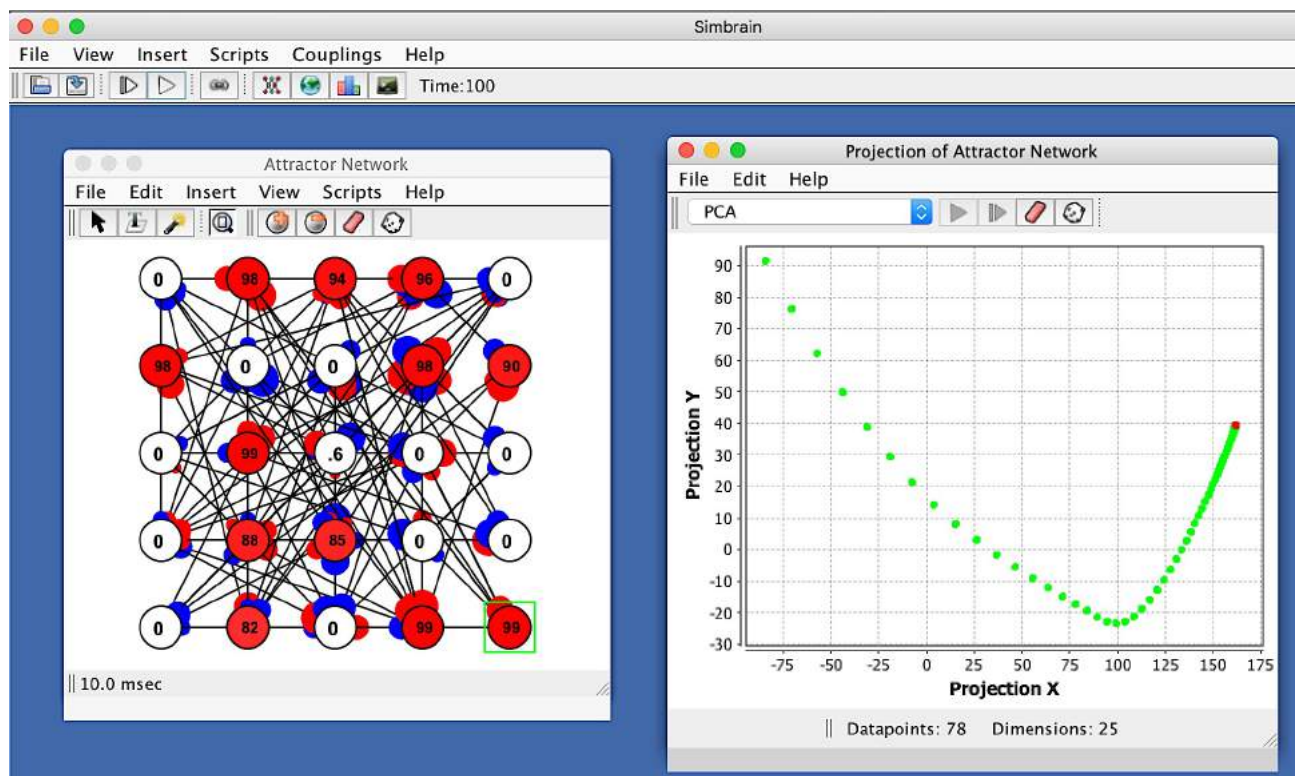 Simbrain
File View Insert Scripts Couplings Help
Time:100
Attractor Network
File Edit Insert View Scripts Help
0 98 94 96 0
98 0 0 98 90
0 99 .6 0 0
0 88 85 0 0
0 82 0 99 99
10.0 msec
Projection of Attractor Network
File Edit Help
PCA
90
80
70
60
50
40
30
20
10
0
-10
-20
-30
Projection Y
-75 -50 -25 0 25 50 75 100 125 150 175
Projection X
Datapoints: 78 Dimensions: 25